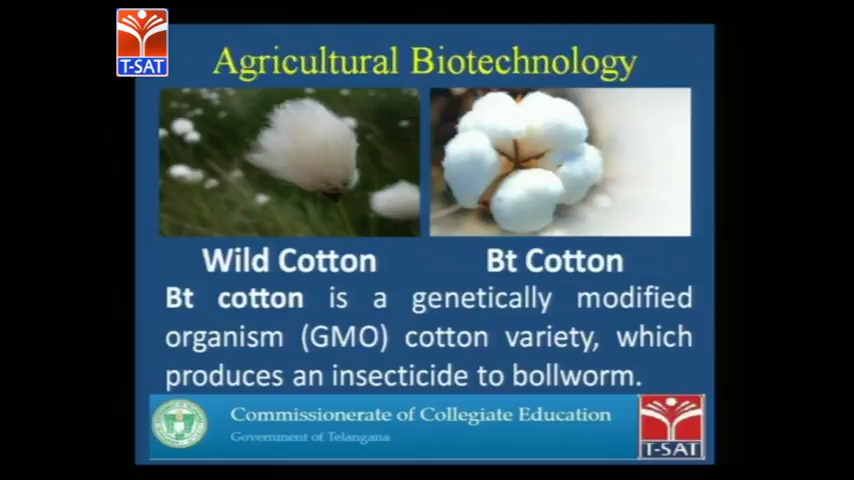 T-SAT
Agricultural Biotechnology
Wild Cotton
Bt Cotton
Bt cotton is a genetically modified
organism (GMO) cotton variety, which
produces an insecticide to bollworm.
Commissionerate of Collegiate Education
Government of Telangana
T-SAT